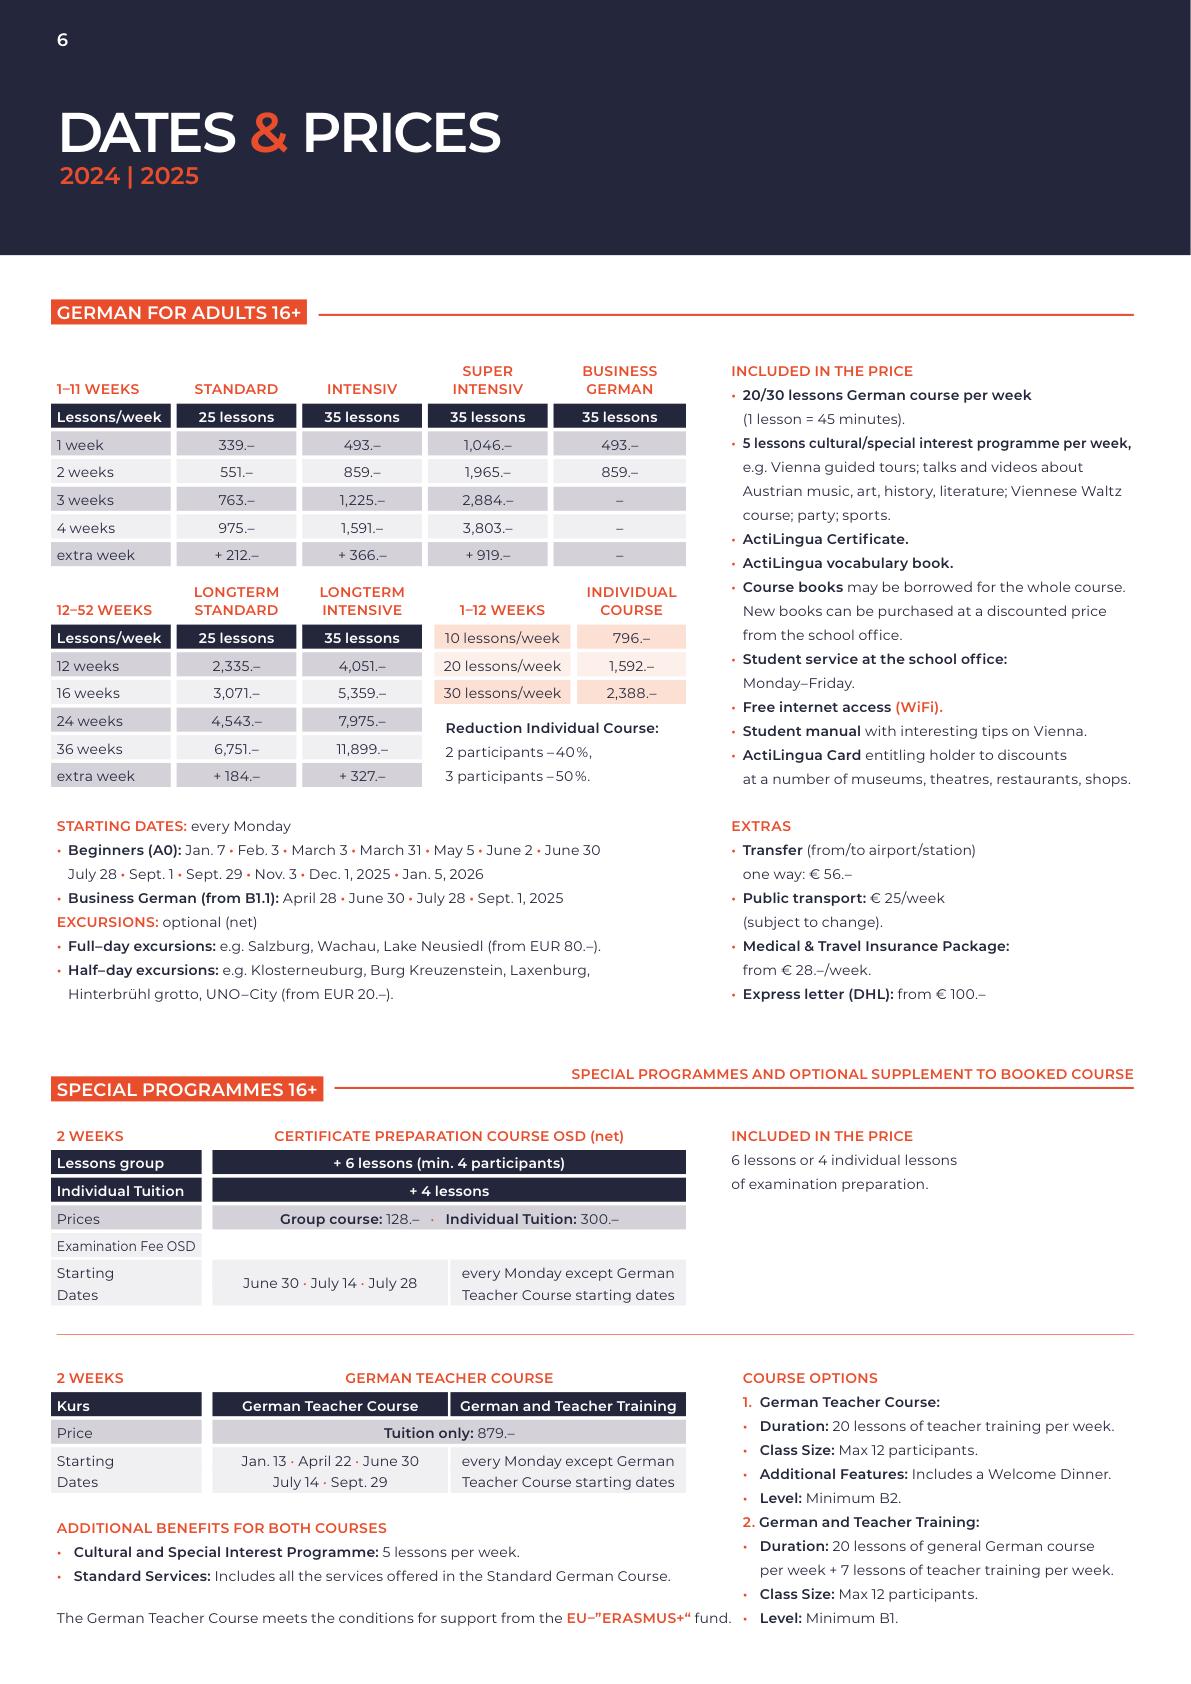 6
DATES & PRICES
2024 | 2025
GERMAN FOR ADULTS 16+
1–11 WEEKS STANDARD INTENSIV SUPER INTENSIV BUSINESS GERMAN
Lessons/week 25 lessons 35 lessons 35 lessons 35 lessons
1 week 339.– 493.– 1,046.– 493.–
2 weeks 551.– 859.– 1,965.– 859.–
3 weeks 763.– 1,225.– 2,884.– –
4 weeks 975.– 1,591.– 3,803.– –
extra week + 212.– + 366.– + 919.– –
12–52 WEEKS LONGTERM STANDARD LONGTERM INTENSIVE
Lessons/week 25 lessons 35 lessons
12 weeks 2,335.– 4,051.–
16 weeks 3,071.– 5,359.–
24 weeks 4,543.– 7,975.–
36 weeks 6,751.– 11,899.–
extra week + 184.– + 327.–
1–12 WEEKS INDIVIDUAL COURSE
10 lessons/week 796.–
20 lessons/week 1,592.–
30 lessons/week 2,388.–
Reduction Individual Course:
2 participants –40%,
3 participants –50%.
INCLUDED IN THE PRICE
• 20/30 lessons German course per week
(1 lesson = 45 minutes).
• 5 lessons cultural/special interest programme per week,
e.g. Vienna guided tours; talks and videos about
Austrian music, art, history, literature; Viennese Waltz
course; party; sports.
• ActiLingua Certificate.
• ActiLingua vocabulary book.
• Course books may be borrowed for the whole course.
New books can be purchased at a discounted price
from the school office.
• Student service at the school office:
Monday–Friday.
• Free internet access (WiFi).
• Student manual with interesting tips on Vienna.
• ActiLingua Card entitling holder to discounts
at a number of museums, theatres, restaurants, shops.
STARTING DATES: every Monday
• Beginners (A0): Jan. 7 • Feb. 3 • March 3 • March 31 • May 5 • June 2 • June 30
July 28 • Sept. 1 • Sept. 29 • Nov. 3 • Dec. 1, 2025 • Jan. 5, 2026
• Business German (from B1.1): April 28 • June 30 • July 28 • Sept. 1, 2025
EXCURSIONS: optional (net)
• Full–day excursions: e.g. Salzburg, Wachau, Lake Neusiedl (from EUR 80.–).
• Half–day excursions: e.g. Klosterneuburg, Burg Kreuzenstein, Laxenburg,
Hinterbrühl grotto, UNO–City (from EUR 20.–).
EXTRAS
• Transfer (from/to airport/station)
one way: € 56.–
• Public transport: € 25/week
(subject to change).
• Medical & Travel Insurance Package:
from € 28.–/week.
• Express letter (DHL): from € 100.–
SPECIAL PROGRAMMES 16+
SPECIAL PROGRAMMES AND OPTIONAL SUPPLEMENT TO BOOKED COURSE
2 WEEKS CERTIFICATE PREPARATION COURSE OSD (net)
Lessons group + 6 lessons (min. 4 participants)
Individual Tuition + 4 lessons
Prices Group course: 128.– · Individual Tuition: 300.–
Examination Fee OSD
Starting Dates June 30 · July 14 · July 28 every Monday except German Teacher Course starting dates
INCLUDED IN THE PRICE
6 lessons or 4 individual lessons
of examination preparation.
2 WEEKS GERMAN TEACHER COURSE
Kurs German Teacher Course German and Teacher Training
Price Tuition only: 879.–
Starting Dates Jan. 13 · April 22 · June 30 July 14 · Sept. 29 every Monday except German Teacher Course starting dates
ADDITIONAL BENEFITS FOR BOTH COURSES
• Cultural and Special Interest Programme: 5 lessons per week.
• Standard Services: Includes all the services offered in the Standard German Course.
The German Teacher Course meets the conditions for support from the EU–”ERASMUS+“ fund.
COURSE OPTIONS
1. German Teacher Course:
• Duration: 20 lessons of teacher training per week.
• Class Size: Max 12 participants.
• Additional Features: Includes a Welcome Dinner.
• Level: Minimum B2.
2. German and Teacher Training:
• Duration: 20 lessons of general German course
per week + 7 lessons of teacher training per week.
• Class Size: Max 12 participants.
• Level: Minimum B1.